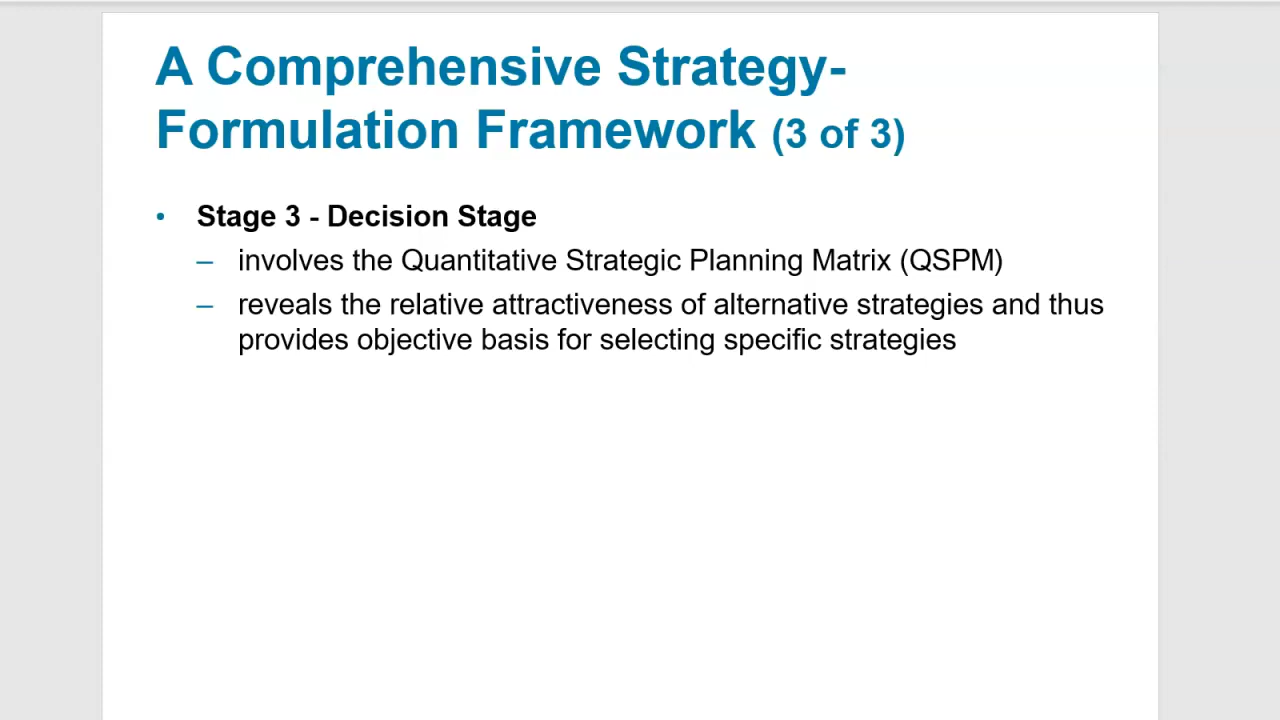 A Comprehensive Strategy-
Formulation Framework (3 of 3)
• Stage 3 - Decision Stage
– involves the Quantitative Strategic Planning Matrix (QSPM)
– reveals the relative attractiveness of alternative strategies and thus
provides objective basis for selecting specific strategies